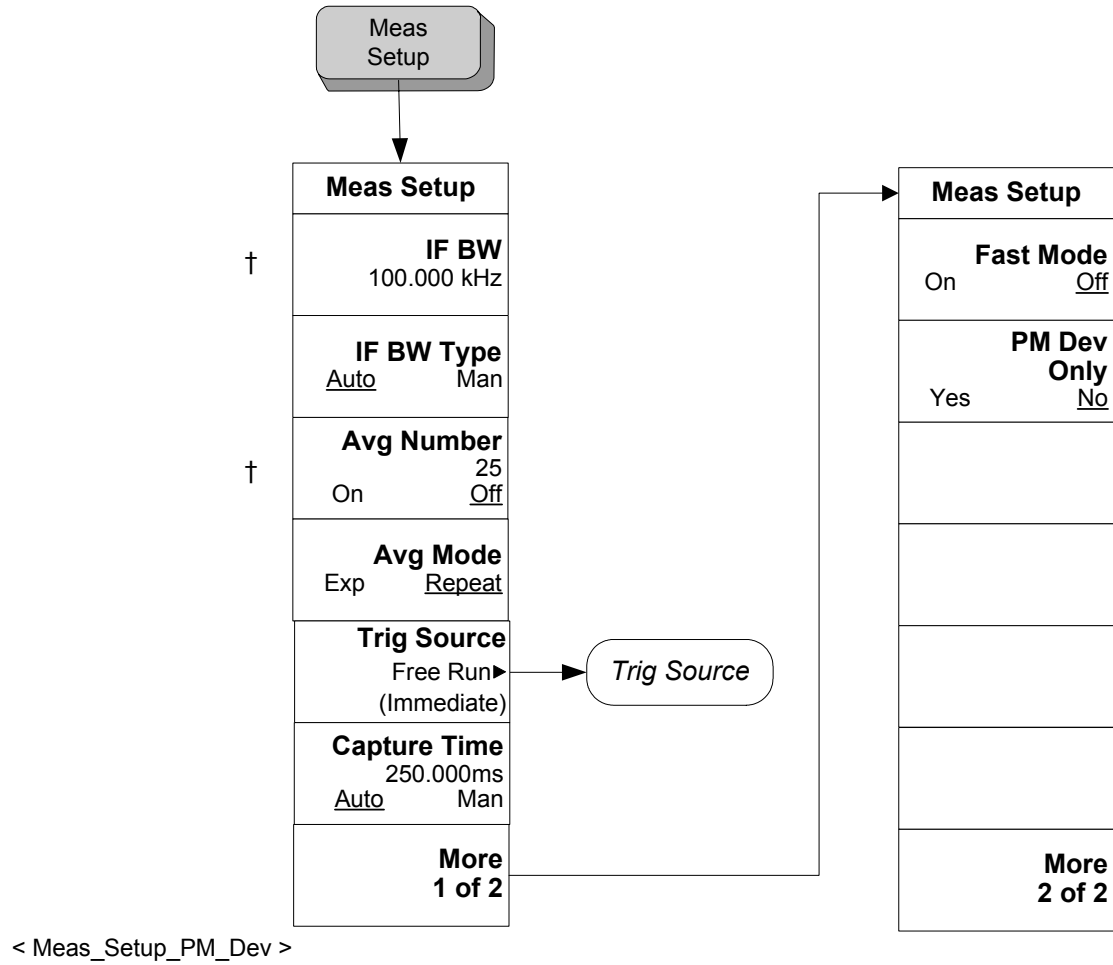 Meas
Setup
Meas Setup
†
IF BW
100.000 kHz
IF BW Type
Auto Man
†
Avg Number
25
On Off
Avg Mode
Exp Repeat
Trig Source
Free Run
(Immediate)
Trig Source
Capture Time
250.000ms
Auto Man
More
1 of 2
Meas Setup
Fast Mode
On Off
PM Dev
Only
Yes No
More
2 of 2
< Meas_Setup_PM_Dev >